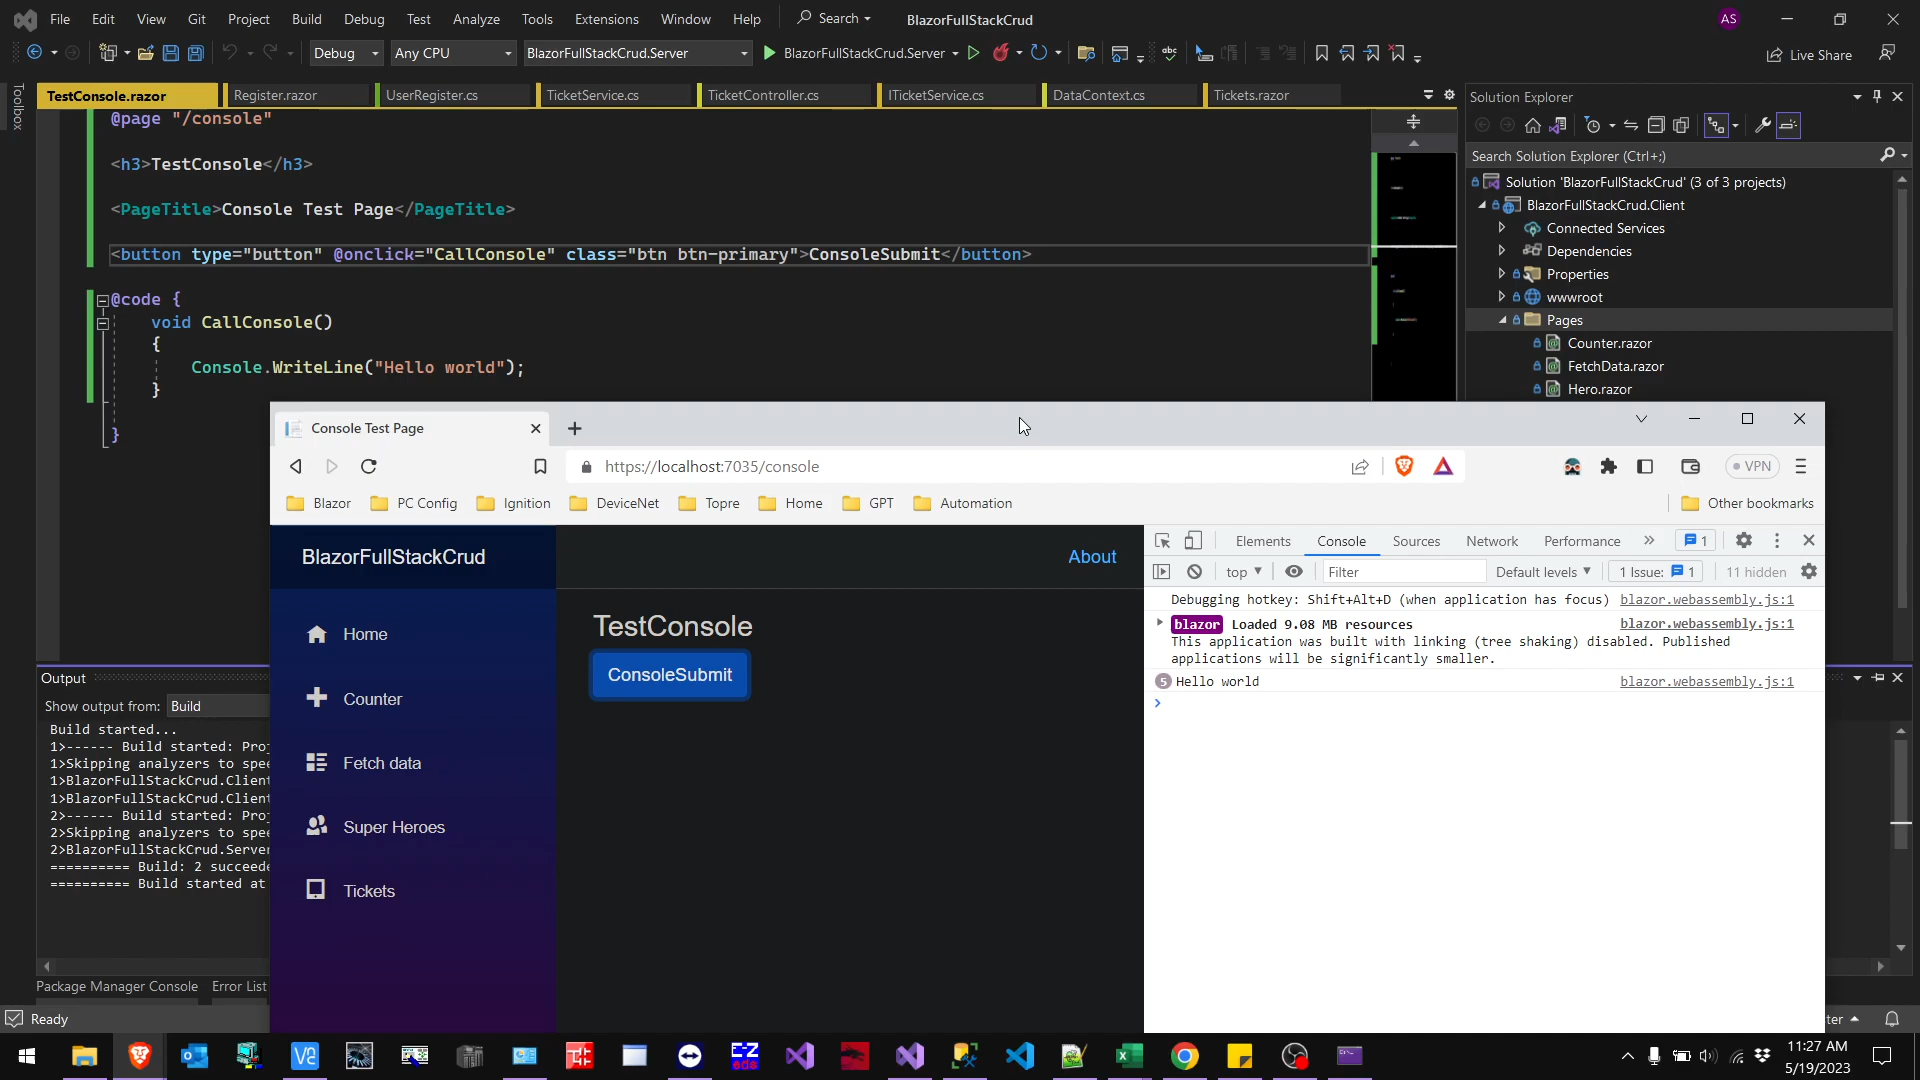 File Edit View Git Project Build Debug Test Analyze Tools Extensions Window Help Search BlazorFullStackCrud AS
Debug Any CPU BlazorFullStackCrud.Server BlazorFullStackCrud.Server Live Share
Toolbox
TestConsole.razor Register.razor UserRegister.cs TicketService.cs TicketController.cs ITicketService.cs DataContext.cs Tickets.razor
@page "/console"
<h3>TestConsole</h3>
<PageTitle>Console Test Page</PageTitle>
<button type="button" @onclick="CallConsole" class="btn btn-primary">ConsoleSubmit</button>
@code {
void CallConsole()
{
Console.WriteLine("Hello world");
}
}
Solution Explorer
Search Solution Explorer (Ctrl+;)
Solution 'BlazorFullStackCrud' (3 of 3 projects)
BlazorFullStackCrud.Client
Connected Services
Dependencies
Properties
wwwroot
Pages
Counter.razor
FetchData.razor
Hero.razor
Console Test Page
https://localhost:7035/console
VPN
Blazor PC Config Ignition DeviceNet Topre Home GPT Automation Other bookmarks
BlazorFullStackCrud
Home
Counter
Fetch data
Super Heroes
Tickets
About
TestConsole
ConsoleSubmit
Elements Console Sources Network Performance » 1
top Filter Default levels 1 Issue: 1 11 hidden
Debugging hotkey: Shift+Alt+D (when application has focus) blazor.webassembly.js:1
blazor Loaded 9.08 MB resources blazor.webassembly.js:1
This application was built with linking (tree shaking) disabled. Published
applications will be significantly smaller.
5 Hello world blazor.webassembly.js:1
Output
Show output from: Build
Build started...
1>------ Build started: Proj
1>Skipping analyzers to spee
1>BlazorFullStackCrud.Client
1>BlazorFullStackCrud.Client
2>------ Build started: Proj
2>Skipping analyzers to spee
2>BlazorFullStackCrud.Server
========== Build: 2 succeede
========== Build started at
Package Manager Console Error List
Ready
ter
11:27 AM
5/19/2023